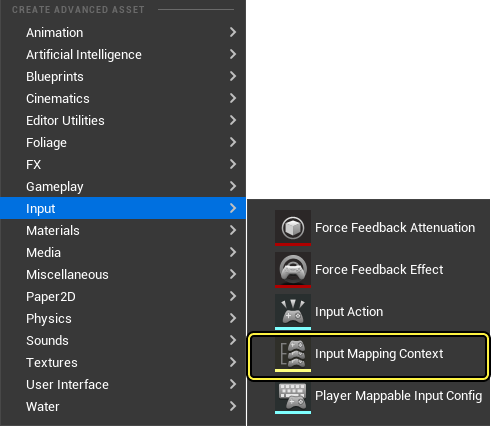 CREATE ADVANCED ASSET
Animation
Artificial Intelligence
Blueprints
Cinematics
Editor Utilities
Foliage
FX
Gameplay
Input
Materials
Media
Miscellaneous
Paper2D
Physics
Sounds
Textures
User Interface
Water
Force Feedback Attenuation
Force Feedback Effect
Input Action
Input Mapping Context
Player Mappable Input Config